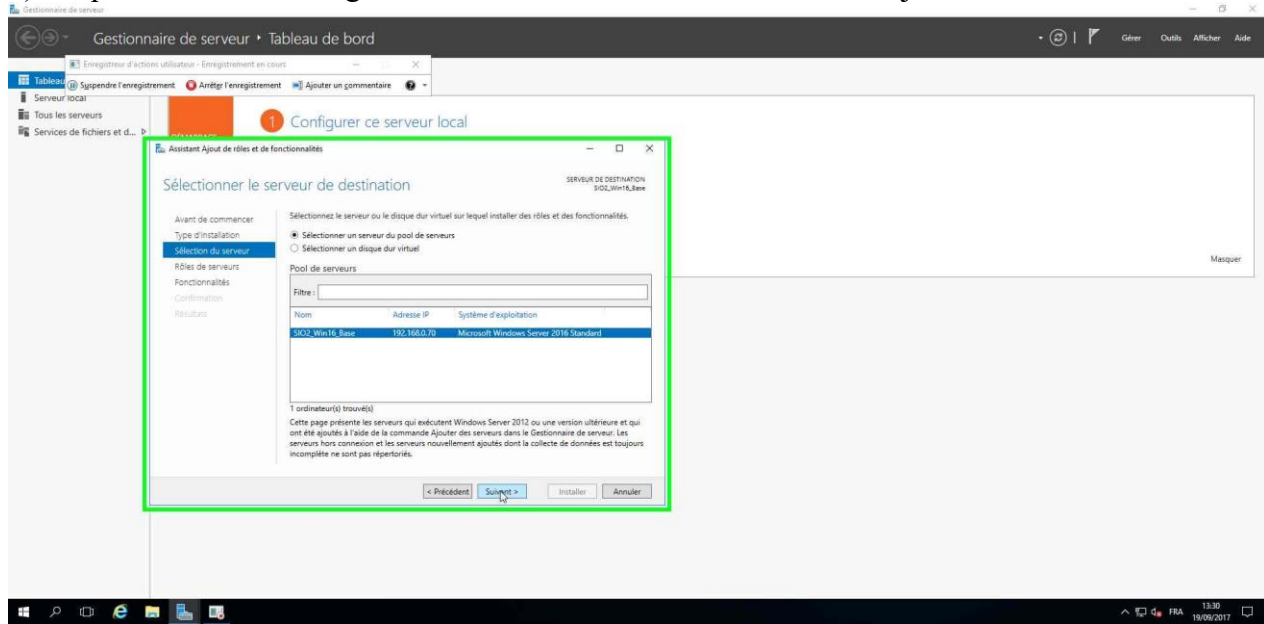 Gestionnaire de serveur
Gestionnaire de serveur • Tableau de bord
Gérer Outils Afficher Aide
Enregistreur d'actions utilisateur - Enregistrement en cours
Suspendre l'enregistrement Arrêter l'enregistrement Ajouter un commentaire
Tableau
Serveur local
Tous les serveurs
Services de fichiers et d...
1 Configurer ce serveur local
Masquer
Assistant Ajout de rôles et de fonctionnalités
Sélectionner le serveur de destination
SERVEUR DE DESTINATION
SIO2_Win16_Base
Avant de commencer
Type d'installation
Sélection du serveur
Rôles de serveurs
Fonctionnalités
Confirmation
Résultats
Sélectionnez le serveur ou le disque dur virtuel sur lequel installer des rôles et des fonctionnalités.
Sélectionner un serveur du pool de serveurs
Sélectionner un disque dur virtuel
Pool de serveurs
Filtre :
Nom Adresse IP Système d'exploitation
SIO2_Win16_Base 192.168.0.70 Microsoft Windows Server 2016 Standard
1 ordinateur(s) trouvé(s)
Cette page présente les serveurs qui exécutent Windows Server 2012 ou une version ultérieure et qui
ont été ajoutés à l'aide de la commande Ajouter des serveurs dans le Gestionnaire de serveur. Les
serveurs hors connexion et les serveurs nouvellement ajoutés dont la collecte de données est toujours
incomplète ne sont pas répertoriés.
< Précédent Suivant > Installer Annuler
FRA 13:30
19/09/2017